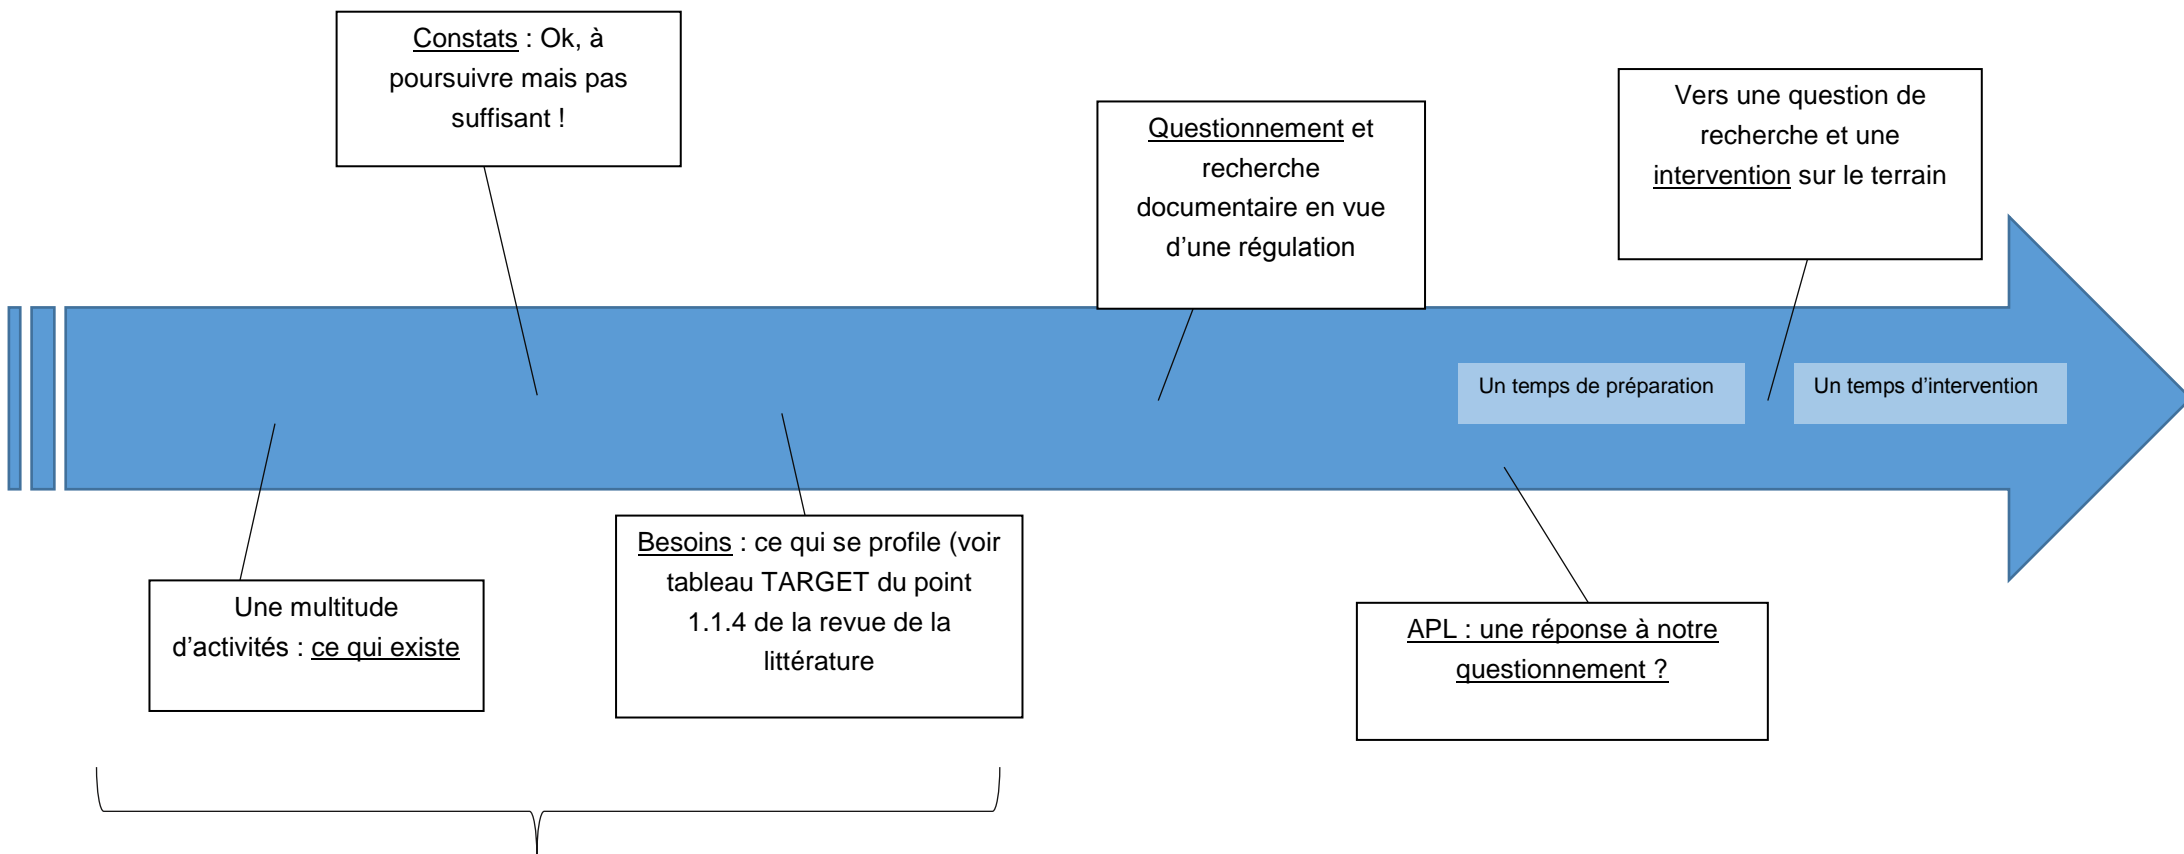 Constats : Ok, à
poursuivre mais pas
suffisant !
Vers une question de
recherche et une
intervention sur le terrain
Questionnement et
recherche
documentaire en vue
d’une régulation
Un temps de préparation
Un temps d’intervention
Besoins : ce qui se profile (voir
tableau TARGET du point
1.1.4 de la revue de la
littérature
Une multitude
d’activités : ce qui existe
APL : une réponse à notre
questionnement ?